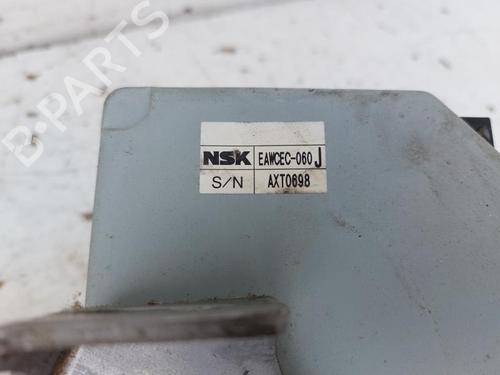 B-PARTS
NSK EAWCEC-060 J
S/N AXT0698